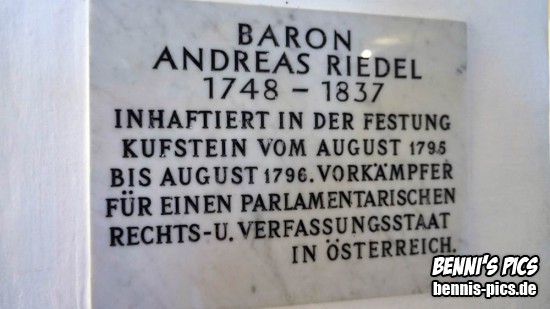 BARON
ANDREAS RIEDEL
1748 – 1837
INHAFTIERT IN DER FESTUNG
KUFSTEIN VOM AUGUST 1795
BIS AUGUST 1796. VORKÄMPFER
FÜR EINEN PARLAMENTARISCHEN
RECHTS-U. VERFASSUNGSSTAAT
IN ÖSTERREICH.
BENNI'S PICS
bennis-pics.de